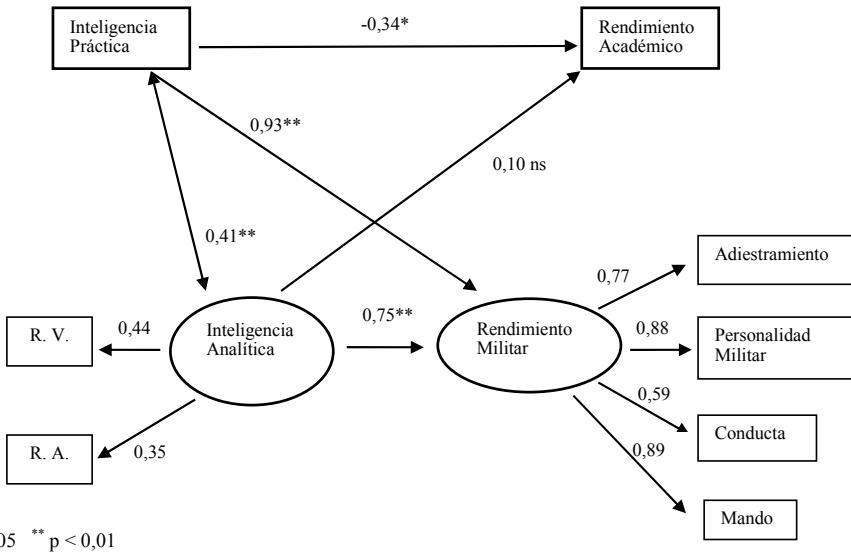 Inteligencia
Práctica
-0,34*
Rendimiento
Académico
0,93**
0,10 ns
0,41**
Adiestramiento
0,77
R. V.
0,44
Inteligencia
Analítica
0,75**
Rendimiento
Militar
0,88
Personalidad
Militar
0,59
Conducta
R. A.
0,35
0,89
Mando
05 ** p < 0,01